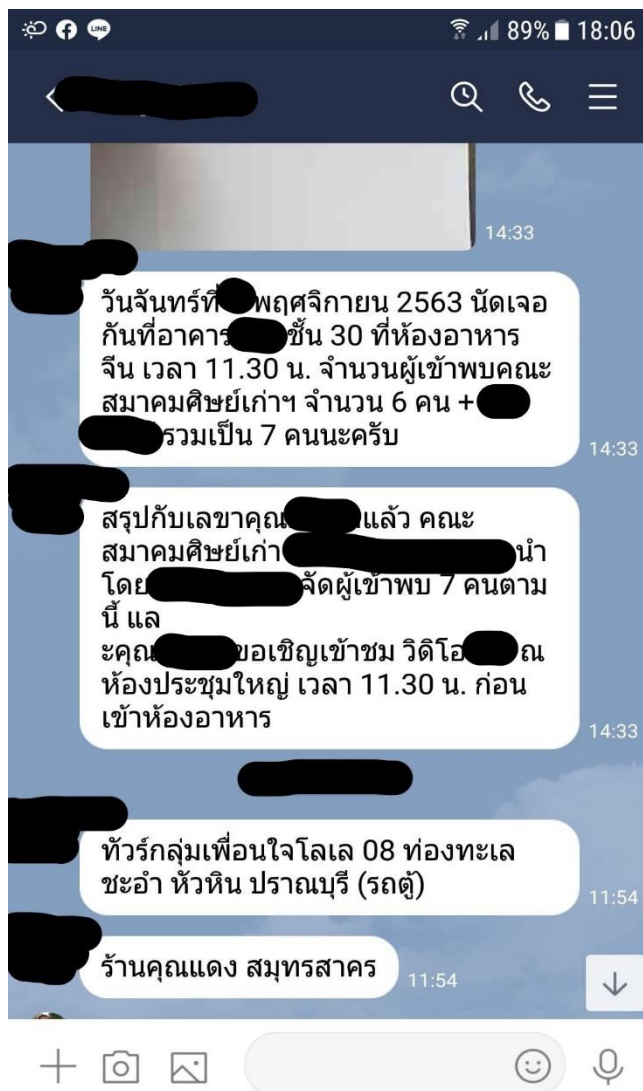 LINE
89% 18:06
14:33
วันจันทร์ที่ พฤศจิกายน 2563 นัดเจอ
กันที่อาคาร ชั้น 30 ที่ห้องอาหาร
จีน เวลา 11.30 น. จำนวนผู้เข้าพบคณะ
สมาคมศิษย์เก่าฯ จำนวน 6 คน +
รวมเป็น 7 คนนะครับ
14:33
สรุปกับเลขาคุณ แล้ว คณะ
สมาคมศิษย์เก่า นำ
โดย จัดผู้เข้าพบ 7 คนตาม
นี้ แล
ะคุณ ขอเชิญเข้าชม วิดิโอ ณ
ห้องประชุมใหญ่ เวลา 11.30 น. ก่อน
เข้าห้องอาหาร
14:33
ทัวร์กลุ่มเพื่อนใจโลเล 08 ท่องทะเล
ชะอำ หัวหิน ปราณบุรี (รถตู้)
11:54
ร้านคุณแดง สมุทรสาคร
11:54